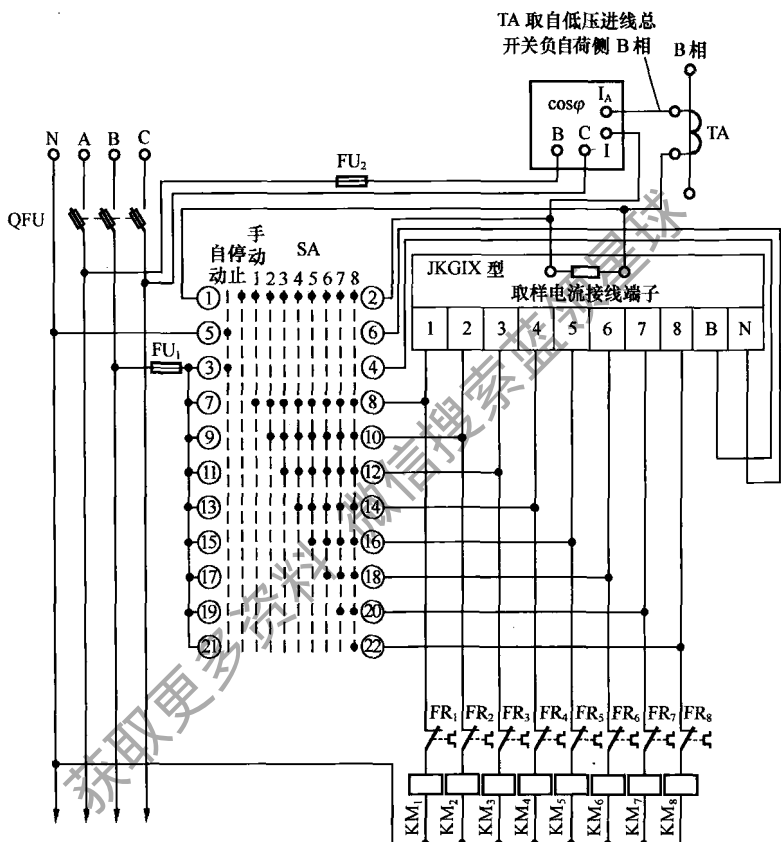 TA 取自低压进线总
开关负自荷侧 B相
B相
cosφ
I_A
B
C
I
TA
N
A
B
C
FU₂
QFU
自动
停止
手动
SA
1 2 3 4 5 6 7 8
JKGIX 型
取样电流接线端子
1 2 3 4 5 6 7 8 B N
① ②
⑤ ⑥
FU₁
③ ④
⑦ ⑧
⑨ ⑩
⑪ ⑫
⑬ ⑭
⑮ ⑯
⑰ ⑱
⑲ ⑳
㉑ ㉒
FR₁ FR₂ FR₃ FR₄ FR₅ FR₆ FR₇ FR₈
KM₁ KM₂ KM₃ KM₄ KM₅ KM₆ KM₇ KM₈
获取更多资料 微信搜索蓝领星球